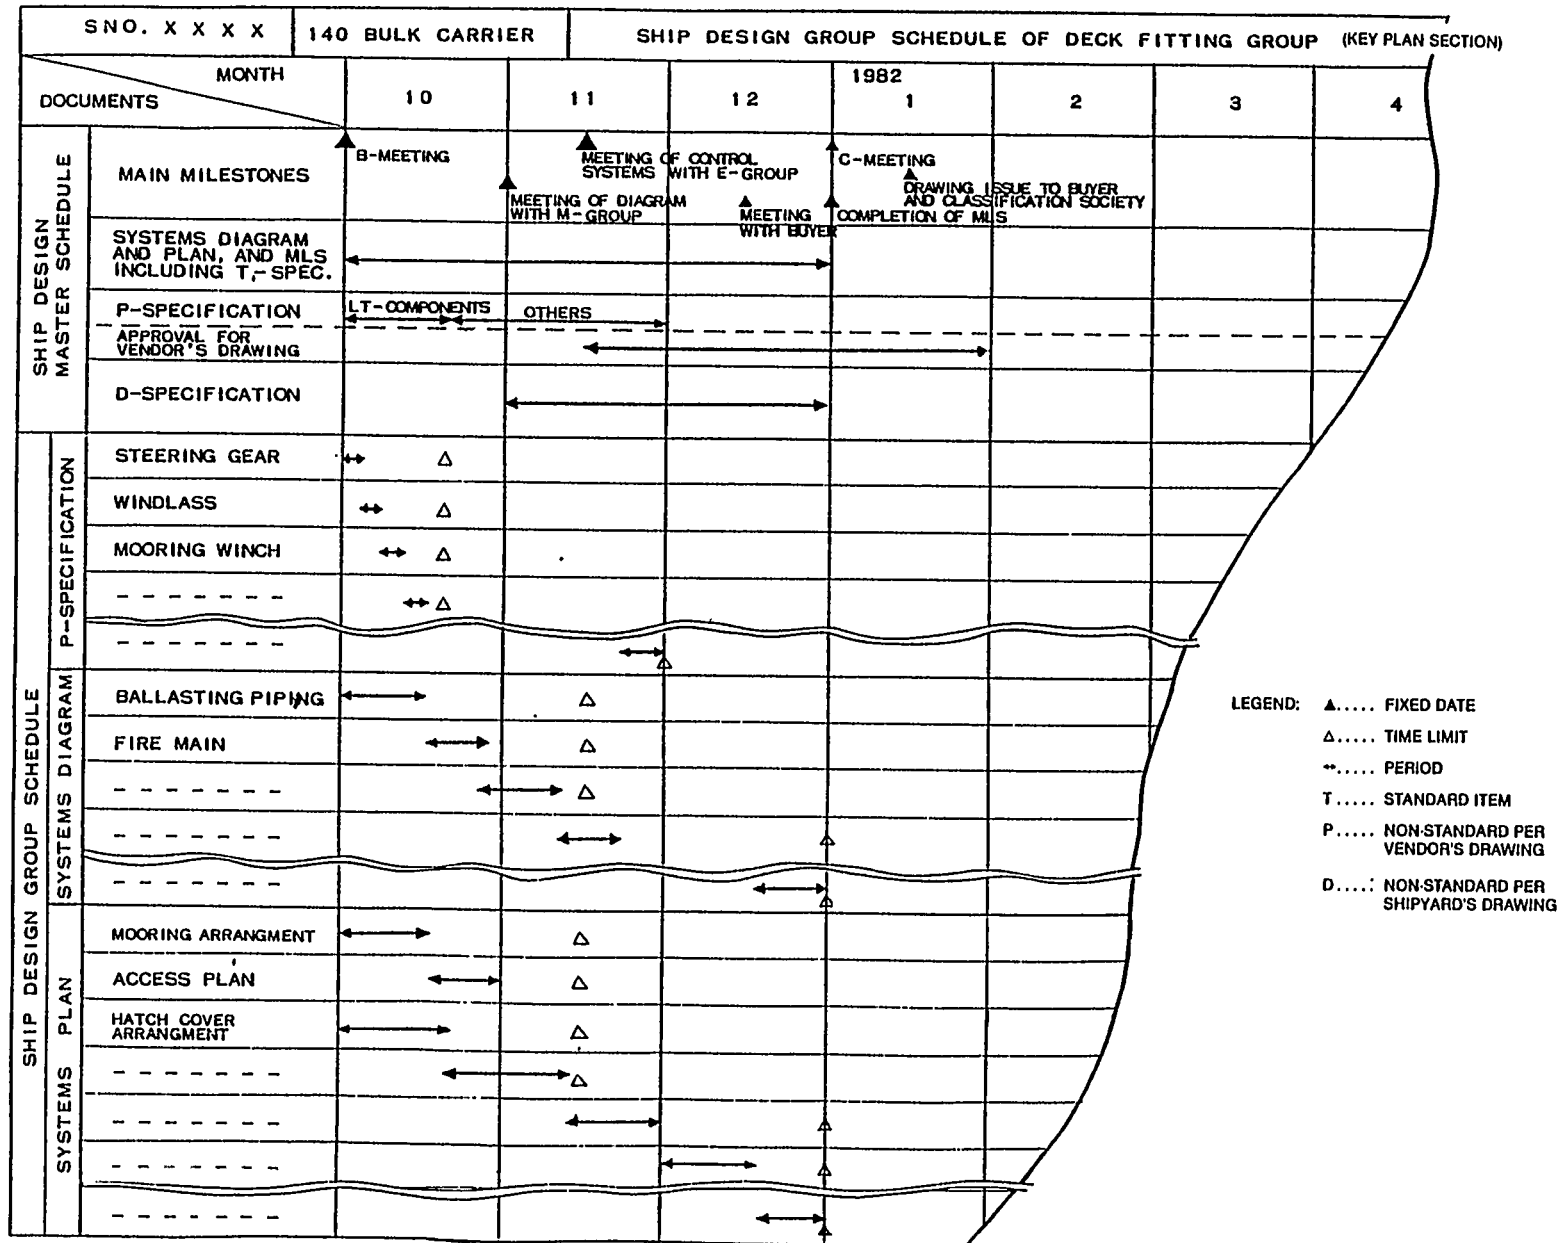 SNO. X X X X
140 BULK CARRIER
SHIP DESIGN GROUP SCHEDULE OF DECK FITTING GROUP (KEY PLAN SECTION)
MONTH
DOCUMENTS
1982
10 11 12 1 2 3 4
SHIP DESIGN
MASTER SCHEDULE
MAIN MILESTONES
B-MEETING
MEETING OF CONTROL
SYSTEMS WITH E-GROUP
MEETING OF DIAGRAM
WITH M-GROUP
MEETING
WITH BUYER
C-MEETING
DRAWING ISSUE TO BUYER
AND CLASSIFICATION SOCIETY
COMPLETION OF MLS
SYSTEMS DIAGRAM
AND PLAN, AND MLS
INCLUDING T,-SPEC.
P-SPECIFICATION
LT-COMPONENTS
OTHERS
APPROVAL FOR
VENDOR'S DRAWING
D-SPECIFICATION
SHIP DESIGN GROUP SCHEDULE
P-SPECIFICATION
STEERING GEAR
WINDLASS
MOORING WINCH
SYSTEMS DIAGRAM
BALLASTING PIPING
FIRE MAIN
SYSTEMS PLAN
MOORING ARRANGMENT
ACCESS PLAN
HATCH COVER
ARRANGMENT
LEGEND: ▲..... FIXED DATE
△..... TIME LIMIT
↔..... PERIOD
T..... STANDARD ITEM
P..... NON-STANDARD PER
VENDOR'S DRAWING
D....: NON-STANDARD PER
SHIPYARD'S DRAWING